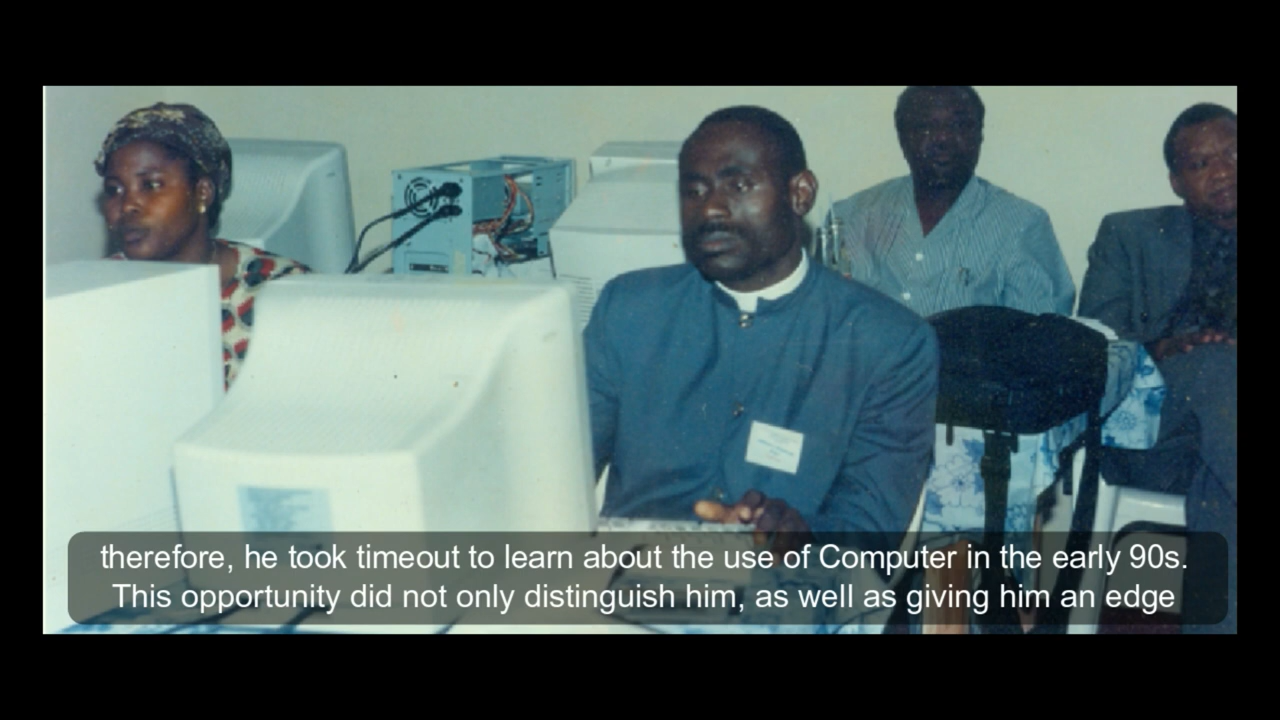 therefore, he took timeout to learn about the use of Computer in the early 90s.
This opportunity did not only distinguish him, as well as giving him an edge